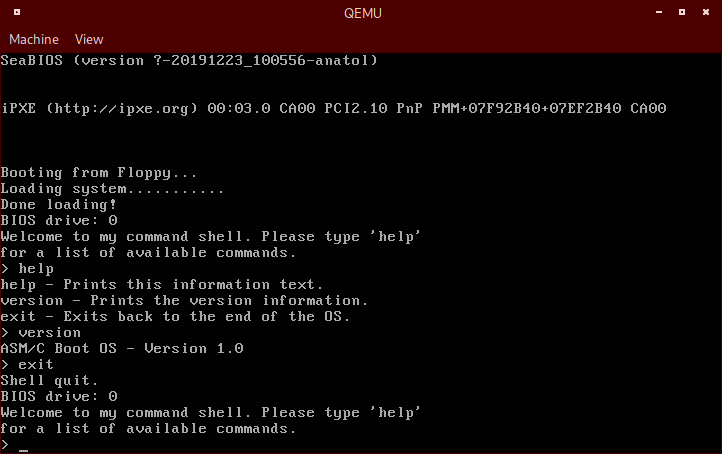 QEMU
Machine View
SeaBIOS (version ?-20191223_100556-anatol)
iPXE (http://ipxe.org) 00:03.0 CA00 PCI2.10 PnP PMM+07F92B40+07EF2B40 CA00
Booting from Floppy...
Loading system...........
Done loading!
BIOS drive: 0
Welcome to my command shell. Please type 'help'
for a list of available commands.
> help
help - Prints this information text.
version - Prints the version information.
exit - Exits back to the end of the OS.
> version
ASM/C Boot OS - Version 1.0
> exit
Shell quit.
BIOS drive: 0
Welcome to my command shell. Please type 'help'
for a list of available commands.
> _